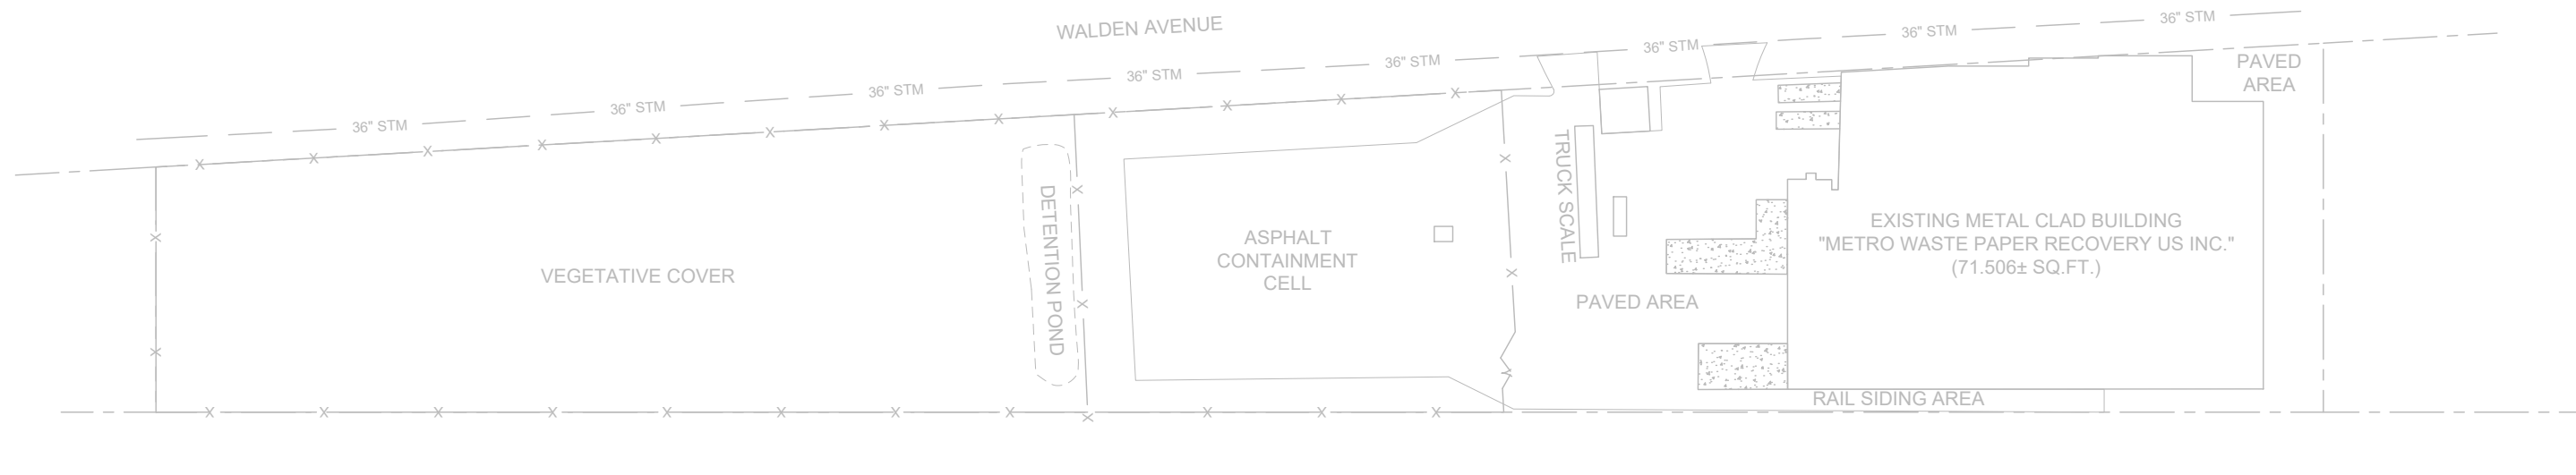 WALDEN AVENUE
36" STM
36" STM
36" STM
36" STM
36" STM
36" STM
36" STM
36" STM
PAVED
AREA
VEGETATIVE COVER
DETENTION POND
ASPHALT
CONTAINMENT
CELL
TRUCK SCALE
PAVED AREA
EXISTING METAL CLAD BUILDING
"METRO WASTE PAPER RECOVERY US INC."
(71.506± SQ.FT.)
RAIL SIDING AREA